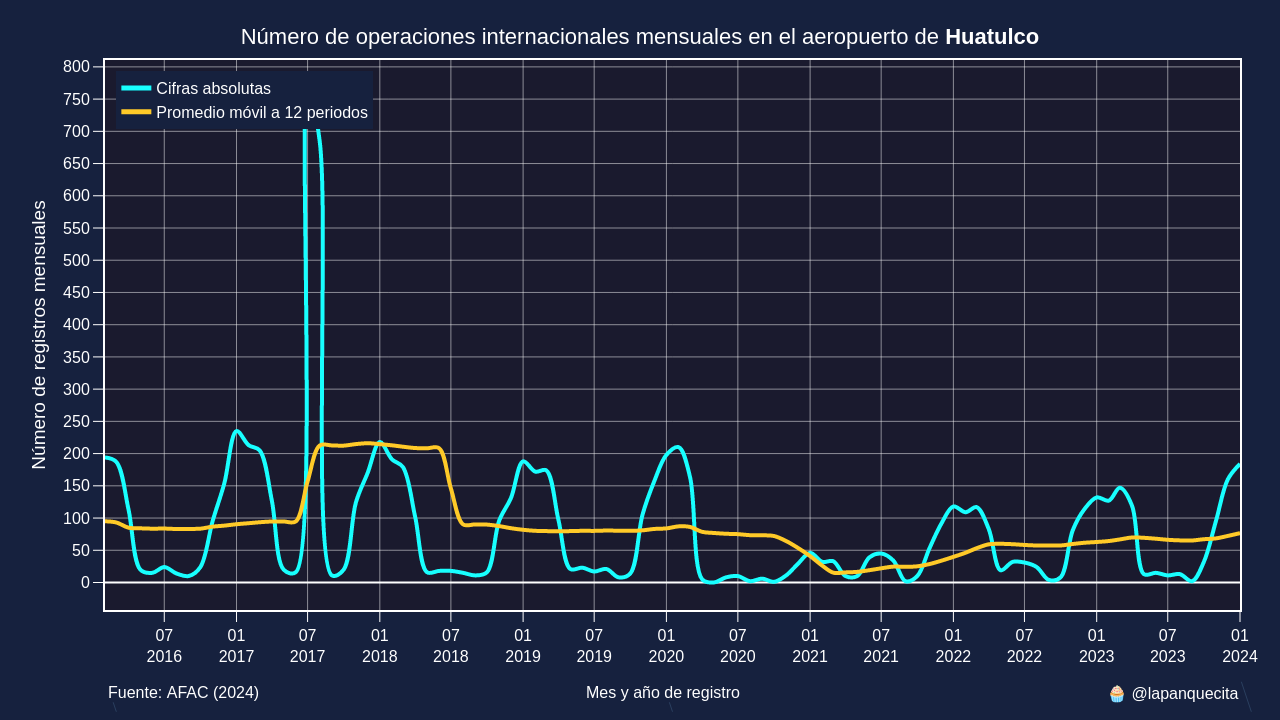 Número de operaciones internacionales mensuales en el aeropuerto de Huatulco
Cifras absolutas
Promedio móvil a 12 periodos
Número de registros mensuales
800
750
700
650
600
550
500
450
400
350
300
250
200
150
100
50
0
07 01 07 01 07 01 07 01 07 01 07 01 07 01 07 01
2016 2017 2017 2018 2018 2019 2019 2020 2020 2021 2021 2022 2022 2023 2023 2024
Fuente: AFAC (2024)
Mes y año de registro
🧁 @lapanquecita